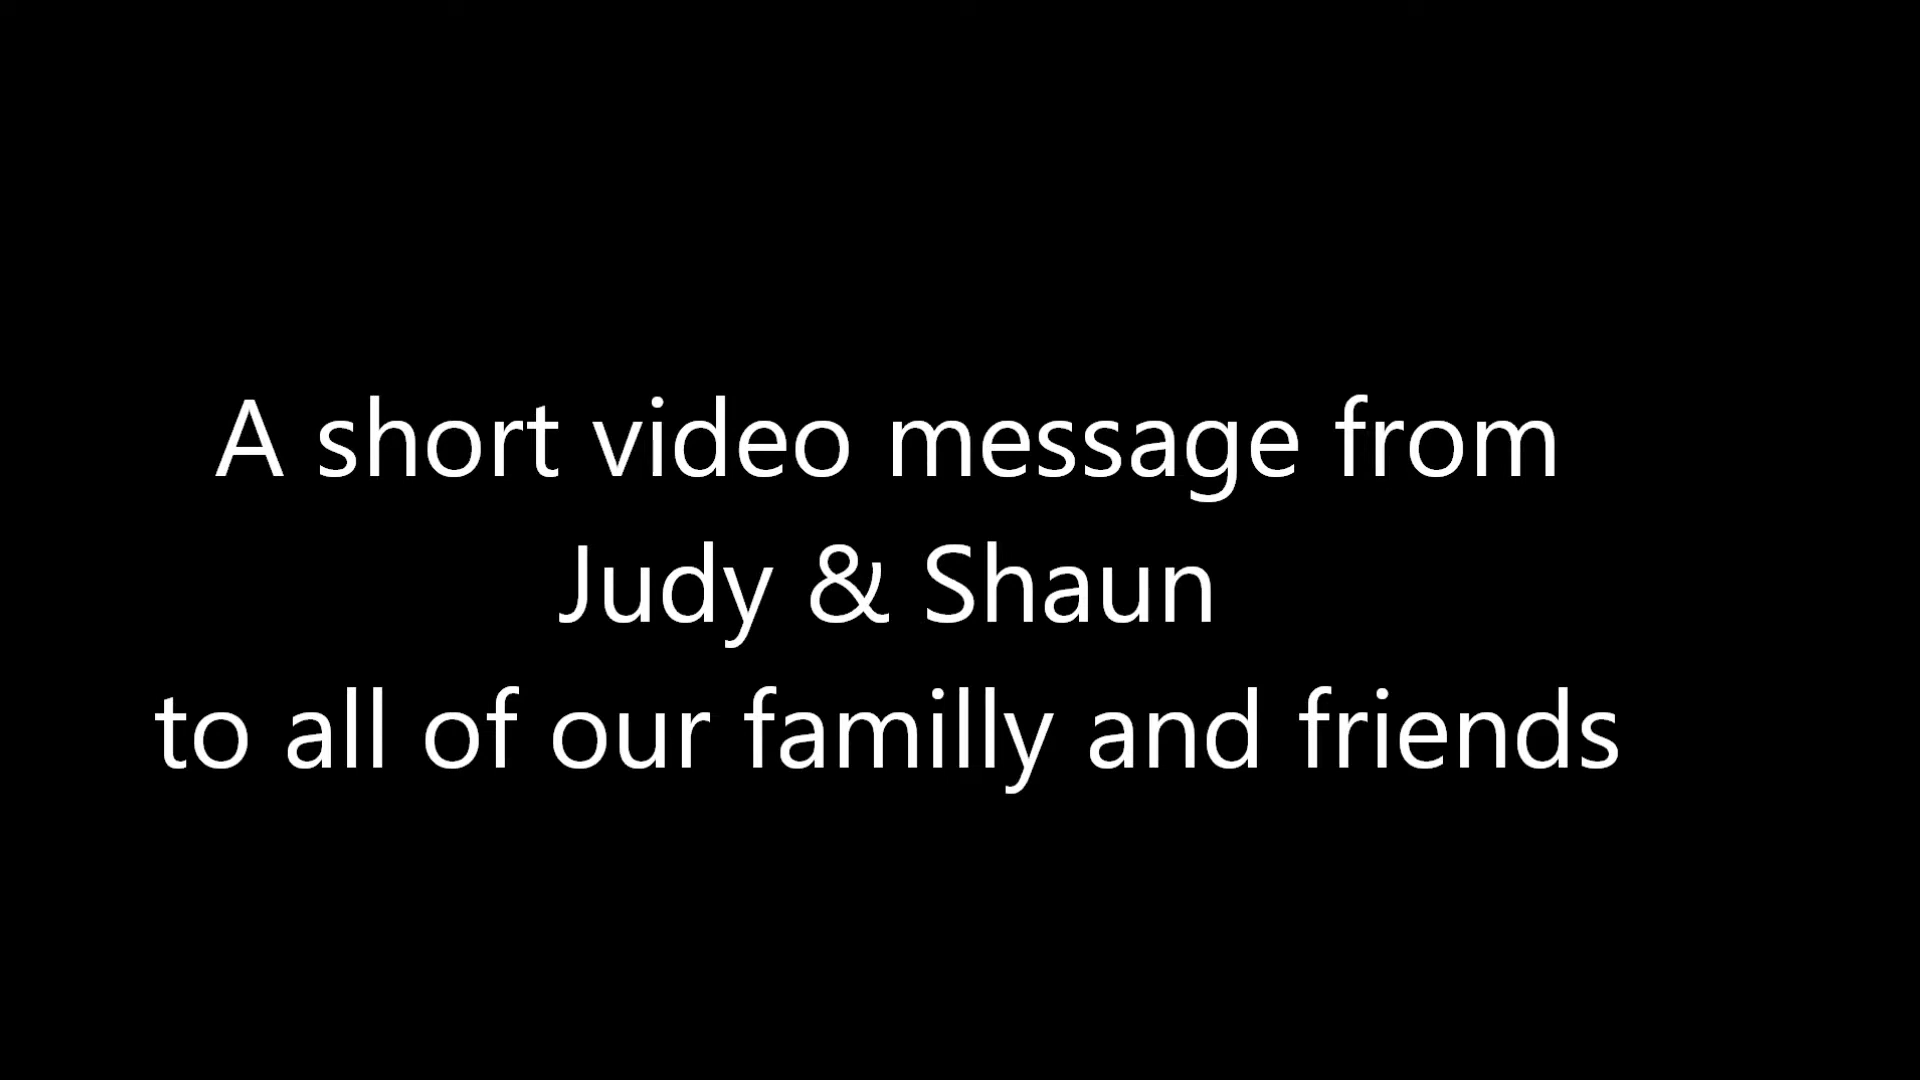 A short video message from
Judy & Shaun
to all of our familly and friends